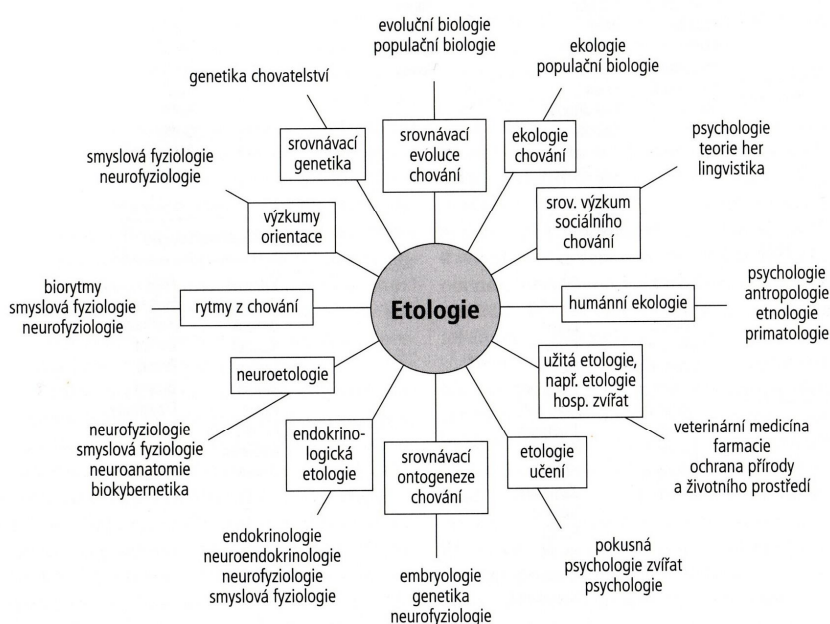 evoluční biologie
populační biologie
ekologie
populační biologie
genetika chovatelství
psychologie
teorie her
lingvistika
smyslová fyziologie
neurofyziologie
srovnávací
genetika
srovnávací
evoluce
chování
ekologie
chování
srov. výzkum
sociálního
chování
výzkumy
orientace
biorytmy
smyslová fyziologie
neurofyziologie
rytmy z chování
Etologie
humánní ekologie
psychologie
antropologie
etnologie
primatologie
neuroetologie
užitá etologie,
např. etologie
hosp. zvířat
neurofyziologie
smyslová fyziologie
neuroanatomie
biokybernetika
endokrino-
logická
etologie
srovnávací
ontogeneze
chování
etologie
učení
veterinární medicína
farmacie
ochrana přírody
a životního prostředí
endokrinologie
neuroendokrinologie
neurofyziologie
smyslová fyziologie
embryologie
genetika
neurofyziologie
pokusná
psychologie zvířat
psychologie